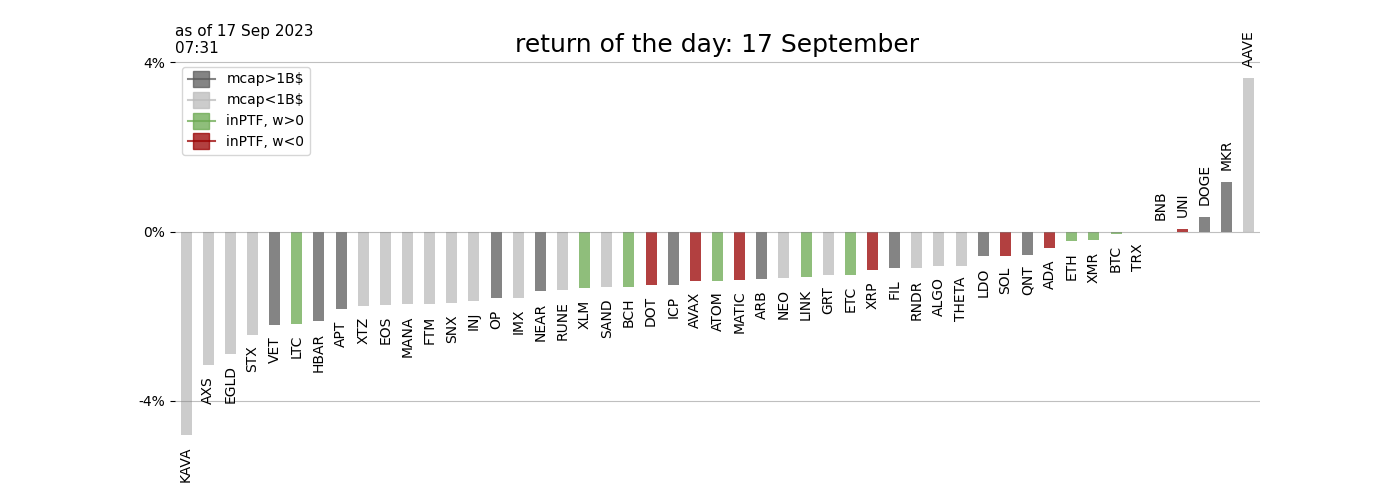 as of 17 Sep 2023
07:31
return of the day: 17 September
4%
0%
-4%
mcap>1B$
mcap<1B$
inPTF, w>0
inPTF, w<0
KAVA
AXS
EGLD
STX
VET
LTC
HBAR
APT
XTZ
EOS
MANA
FTM
SNX
INJ
OP
IMX
NEAR
RUNE
XLM
SAND
BCH
DOT
ICP
AVAX
ATOM
MATIC
ARB
NEO
LINK
GRT
ETC
XRP
FIL
RNDR
ALGO
THETA
LDO
SOL
QNT
ADA
ETH
XMR
BTC
TRX
BNB
UNI
DOGE
MKR
AAVE